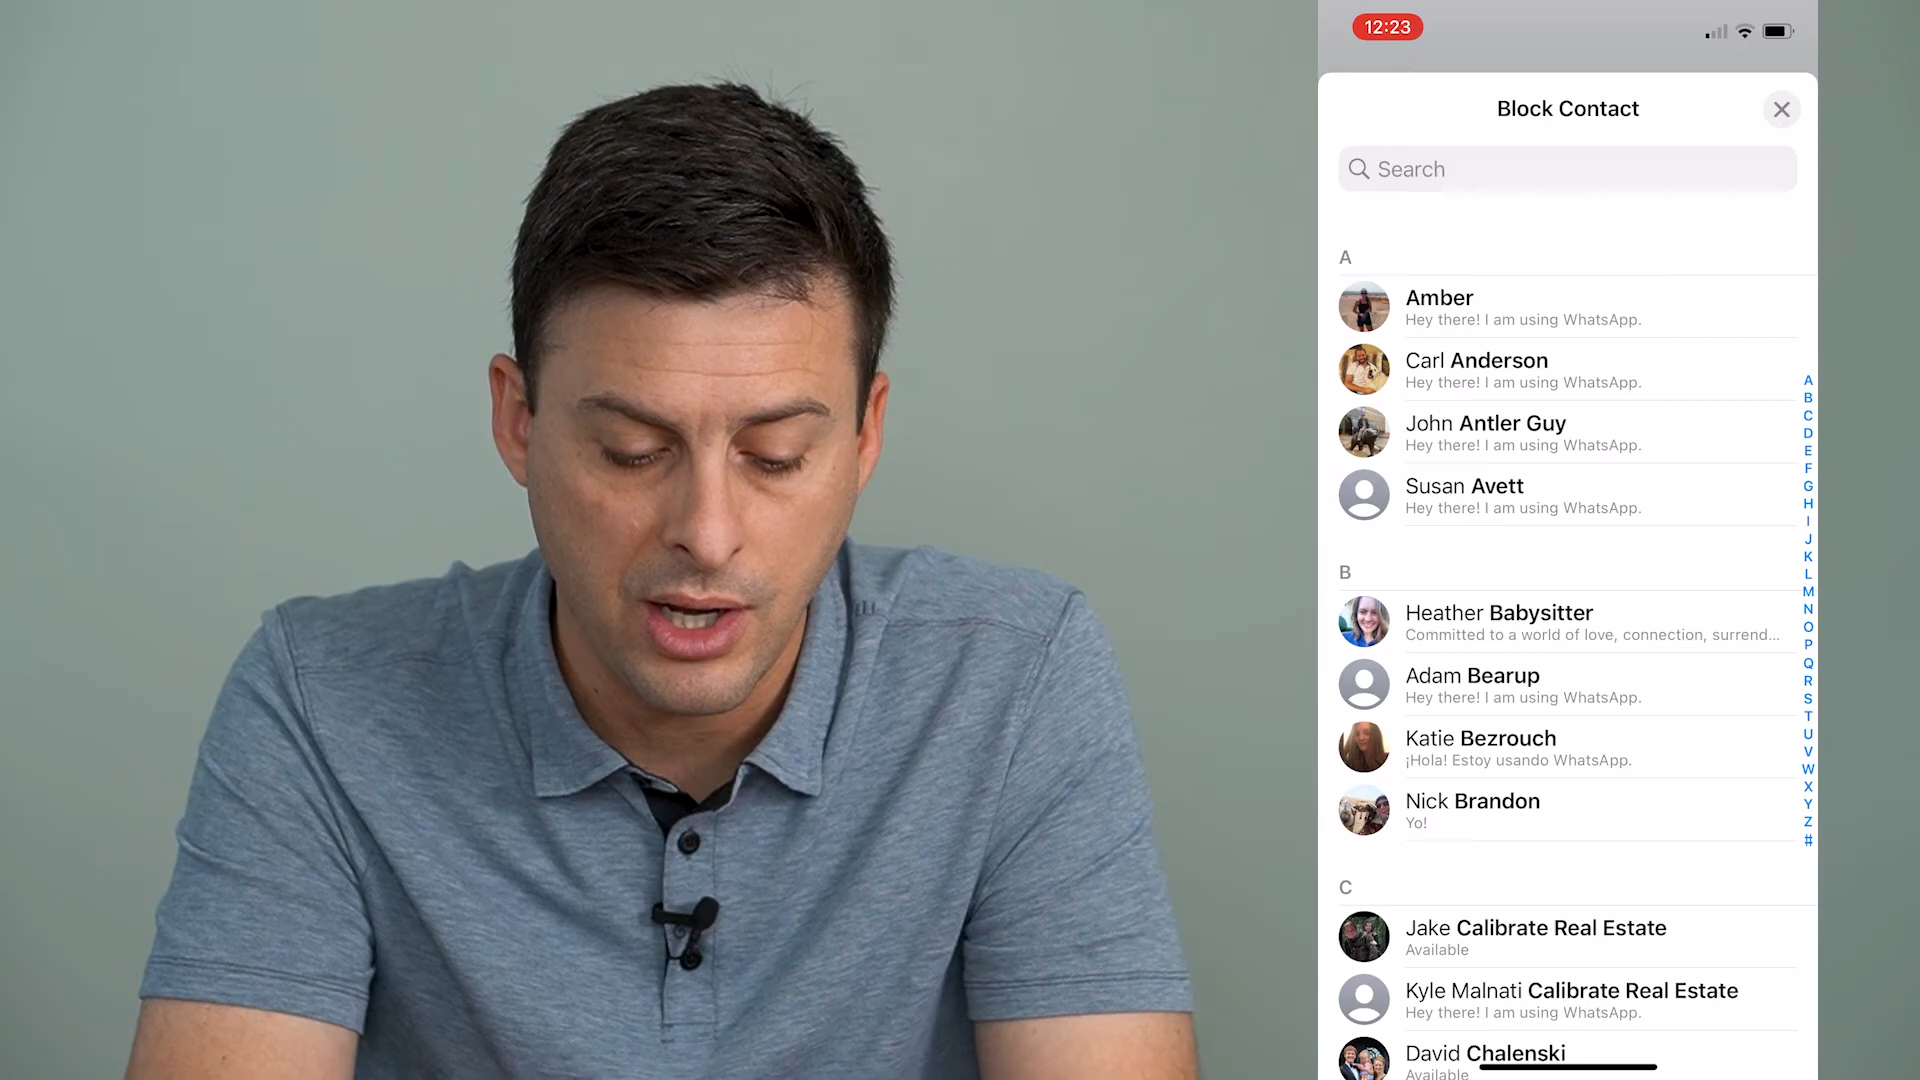 12:23
Block Contact
Search
A
Amber
Hey there! I am using WhatsApp.
Carl Anderson
Hey there! I am using WhatsApp.
John Antler Guy
Hey there! I am using WhatsApp.
Susan Avett
Hey there! I am using WhatsApp.
B
Heather Babysitter
Committed to a world of love, connection, surrend...
Adam Bearup
Hey there! I am using WhatsApp.
Katie Bezrouch
¡Hola! Estoy usando WhatsApp.
Nick Brandon
Yo!
C
Jake Calibrate Real Estate
Available
Kyle Malnati Calibrate Real Estate
Hey there! I am using WhatsApp.
David Chalenski
Available
A
B
C
D
E
F
G
H
I
J
K
L
M
N
O
P
Q
R
S
T
U
V
W
X
Y
Z
#